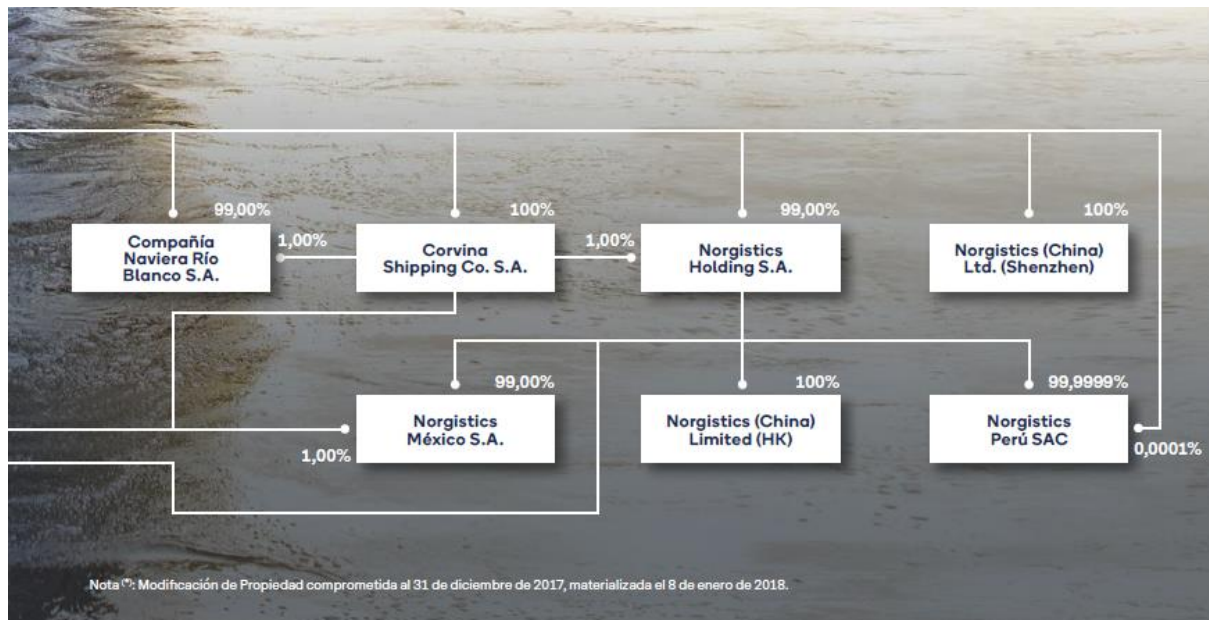 99,00%
100%
99,00%
100%
Compañía
Naviera Río
Blanco S.A.
1,00%
Corvina
Shipping Co. S.A.
1,00%
Norgistics
Holding S.A.
Norgistics (China)
Ltd. (Shenzhen)
99,00%
100%
99,9999%
Norgistics
México S.A.
Norgistics (China)
Limited (HK)
Norgistics
Perú SAC
1,00%
0,0001%
Nota (*): Modificación de Propiedad comprometida al 31 de diciembre de 2017, materializada el 8 de enero de 2018.